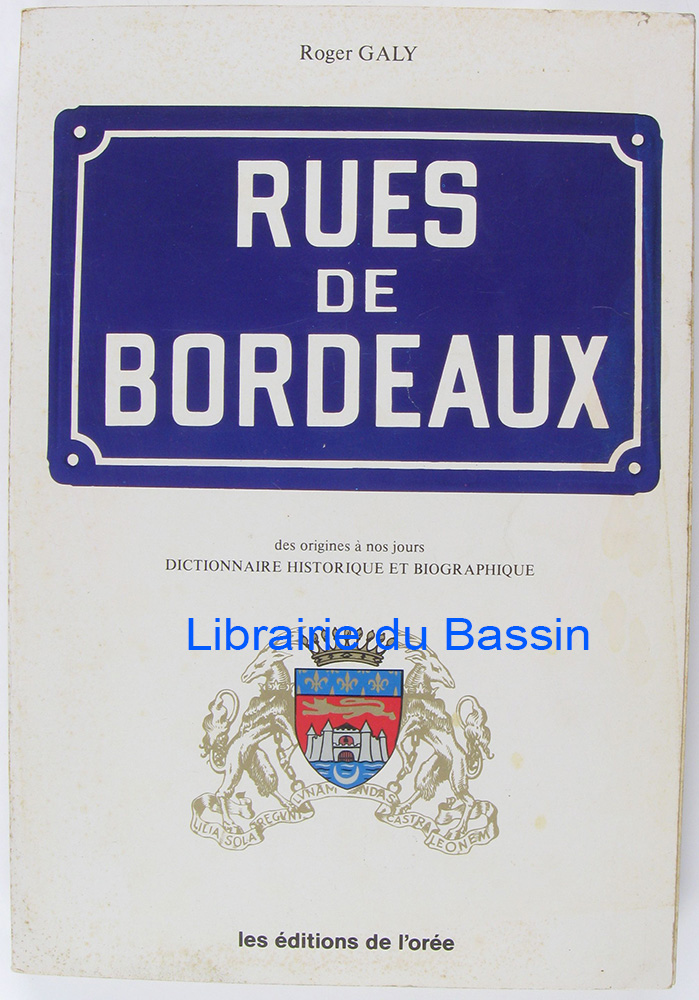 Roger GALY
RUES
DE
BORDEAUX
des origines à nos jours
DICTIONNAIRE HISTORIQUE ET BIOGRAPHIQUE
Librairie du Bassin
LILIA SOLA REGUNT LVNAM UNDAS CASTRA LEONEM
les éditions de l'orée